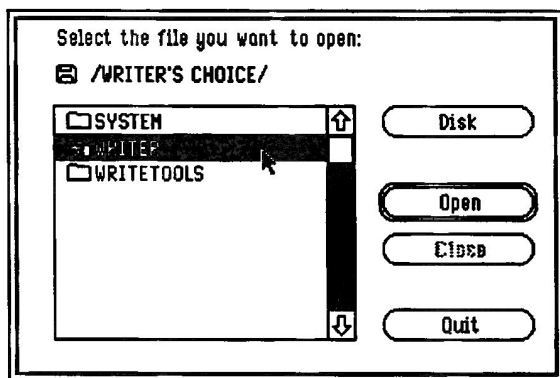 Select the file you want to open:
/WRITER'S CHOICE/
SYSTEM
WRITER
WRITETOOLS
Disk
Open
Close
Quit